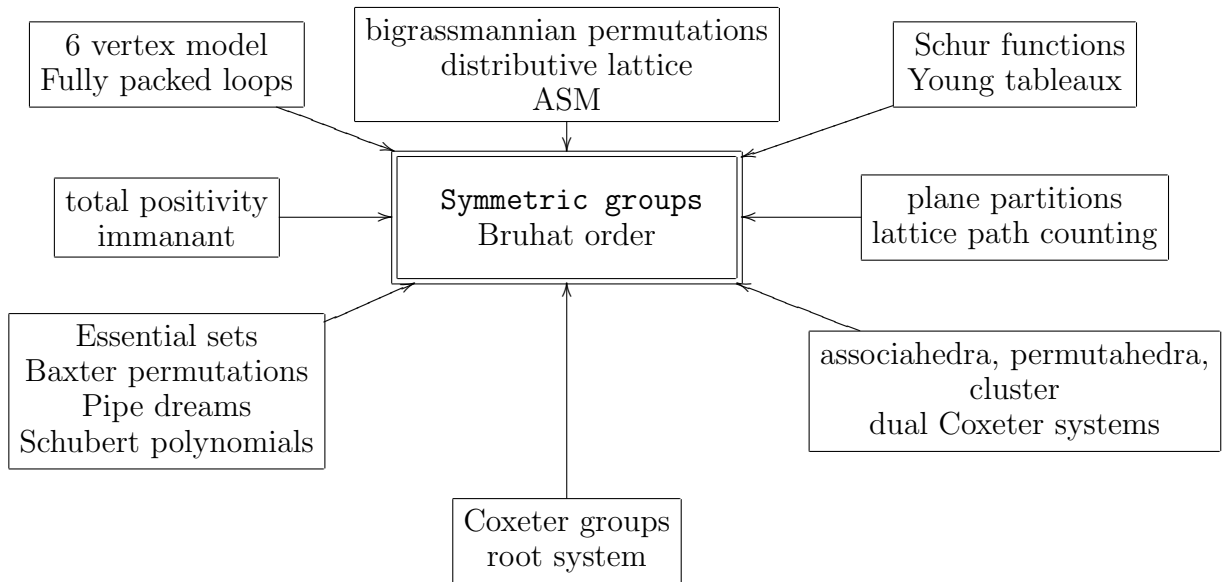 6 vertex model
Fully packed loops
bigrassmannian permutations
distributive lattice
ASM
Schur functions
Young tableaux
total positivity
immanant
Symmetric groups
Bruhat order
plane partitions
lattice path counting
Essential sets
Baxter permutations
Pipe dreams
Schubert polynomials
associahedra, permutahedra,
cluster
dual Coxeter systems
Coxeter groups
root system